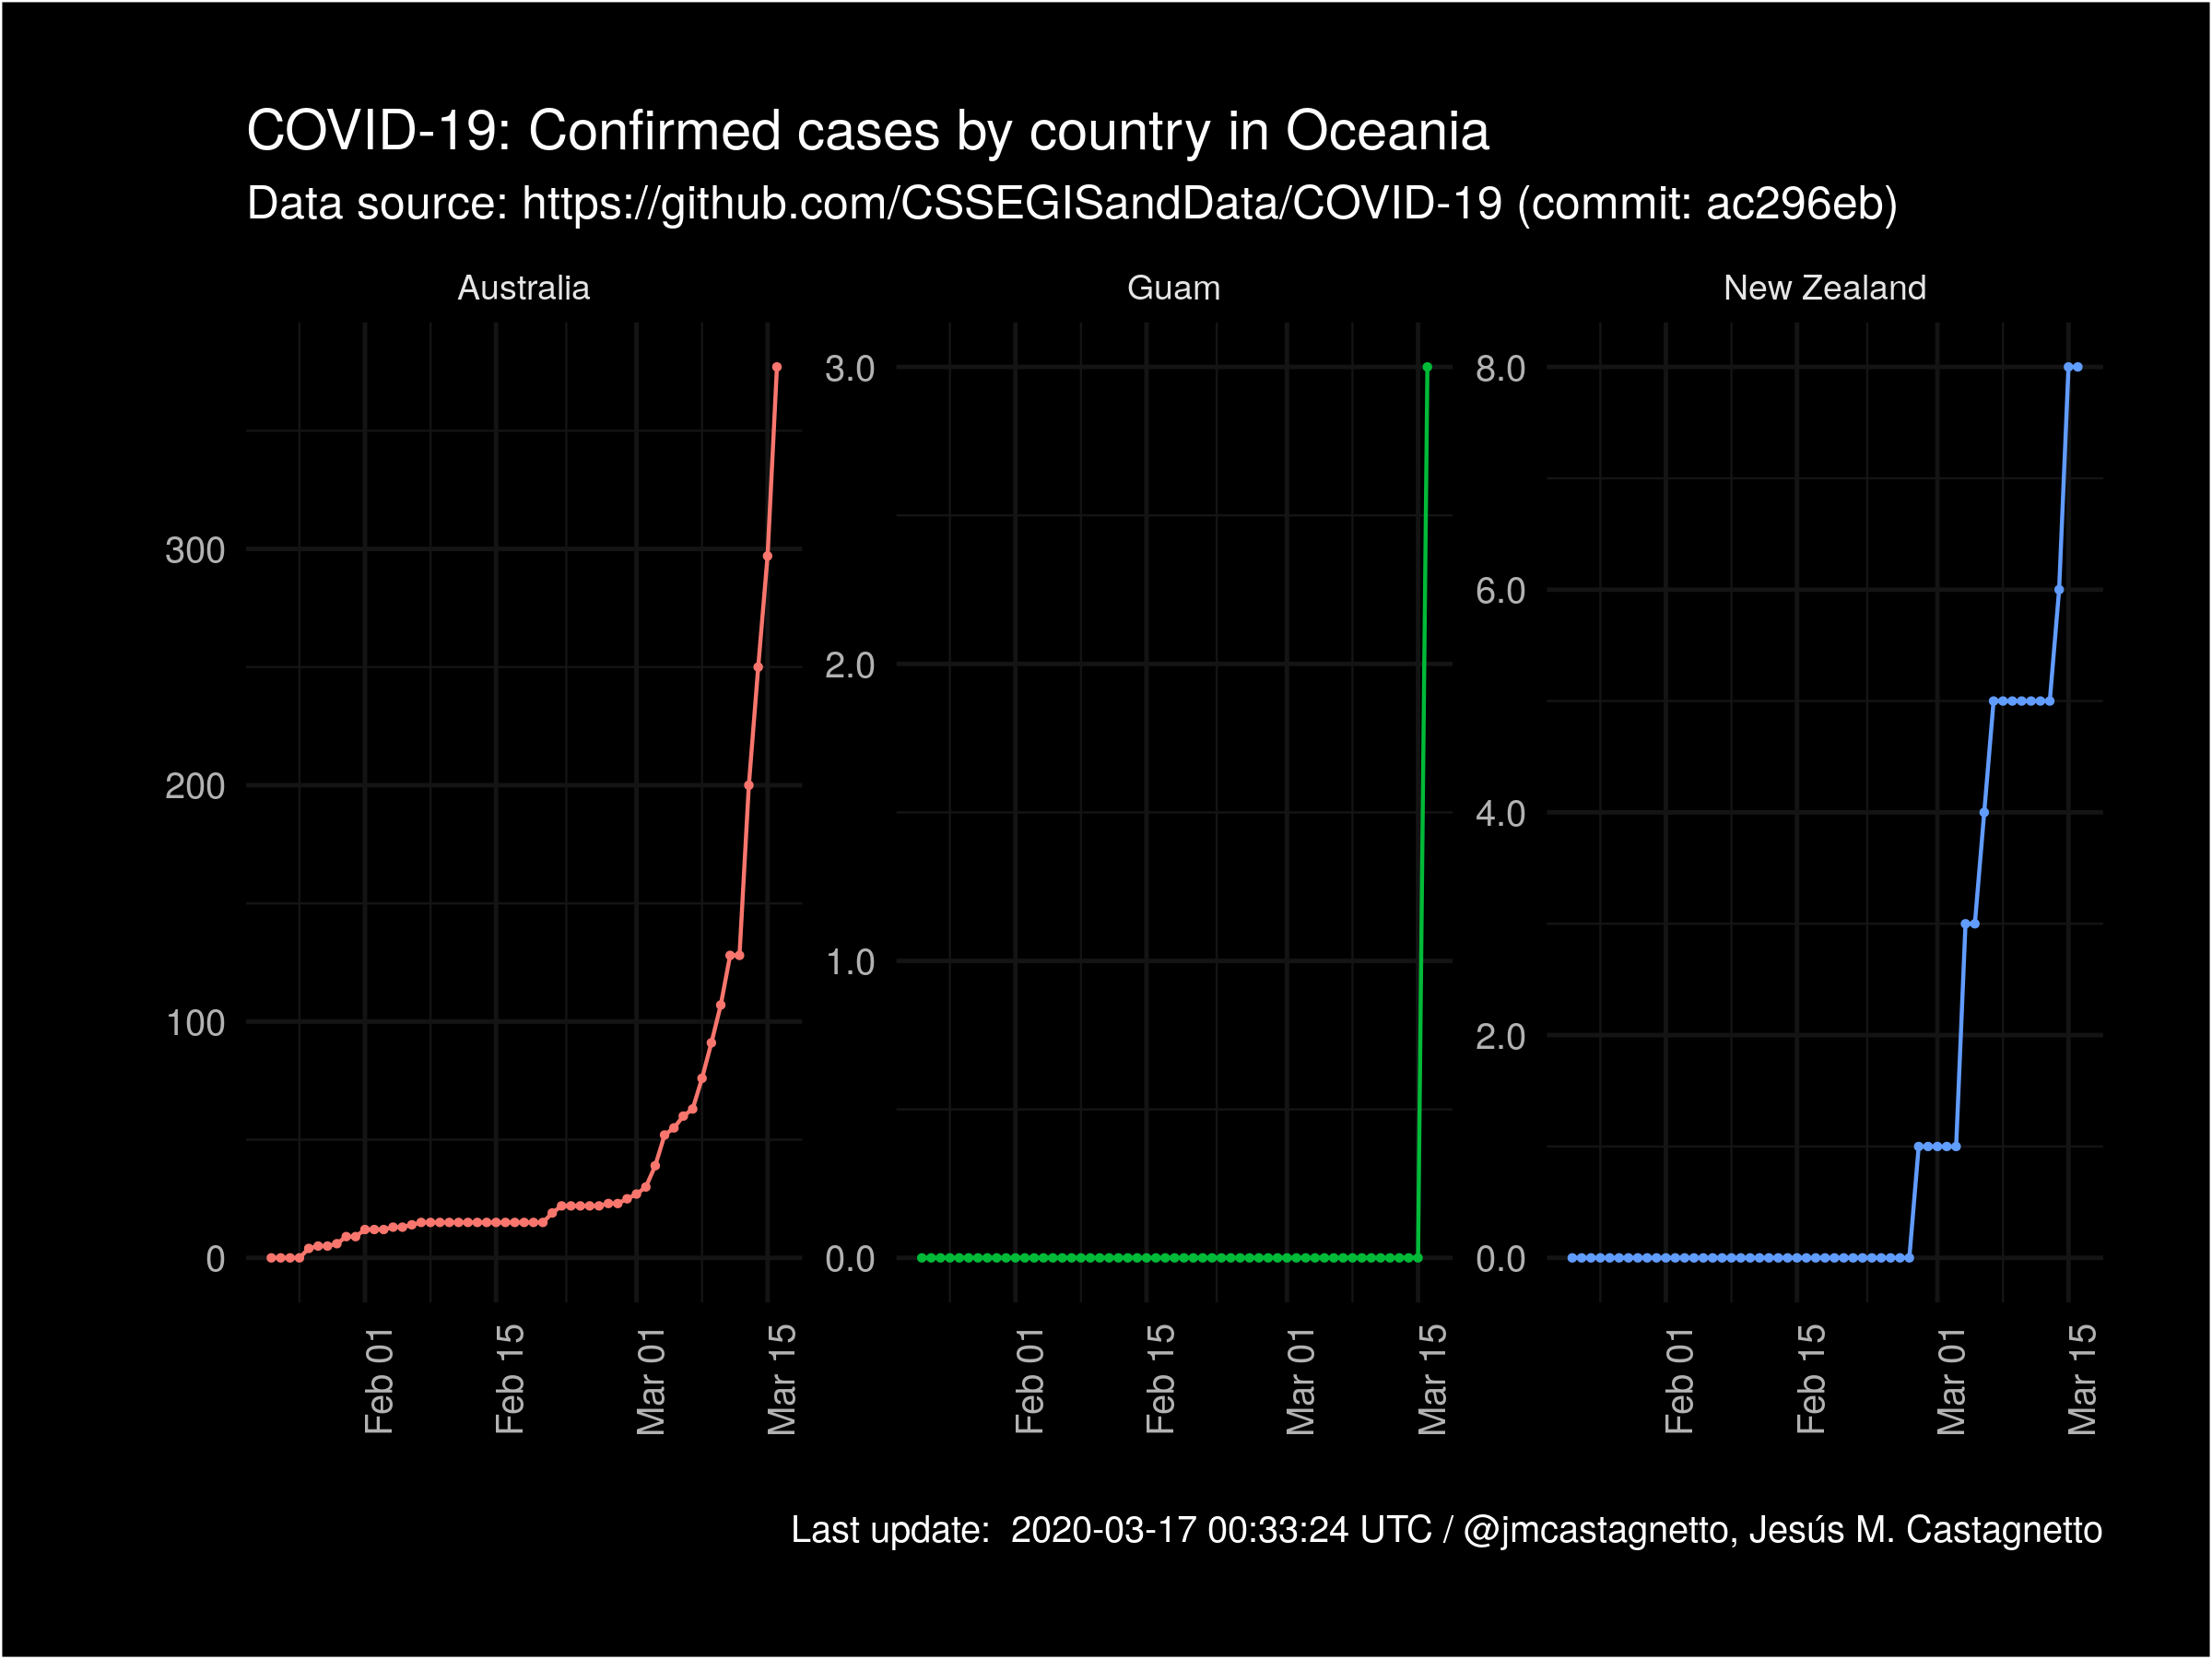 COVID-19: Confirmed cases by country in Oceania
Data source: https://github.com/CSSEGISandData/COVID-19 (commit: ac296eb)
Australia
Guam
New Zealand
300
200
100
0
3.0
2.0
1.0
0.0
8.0
6.0
4.0
2.0
0.0
Feb 01
Feb 15
Mar 01
Mar 15
Feb 01
Feb 15
Mar 01
Mar 15
Feb 01
Feb 15
Mar 01
Mar 15
Last update:  2020-03-17 00:33:24 UTC / @jmcastagnetto, Jesús M. Castagnetto